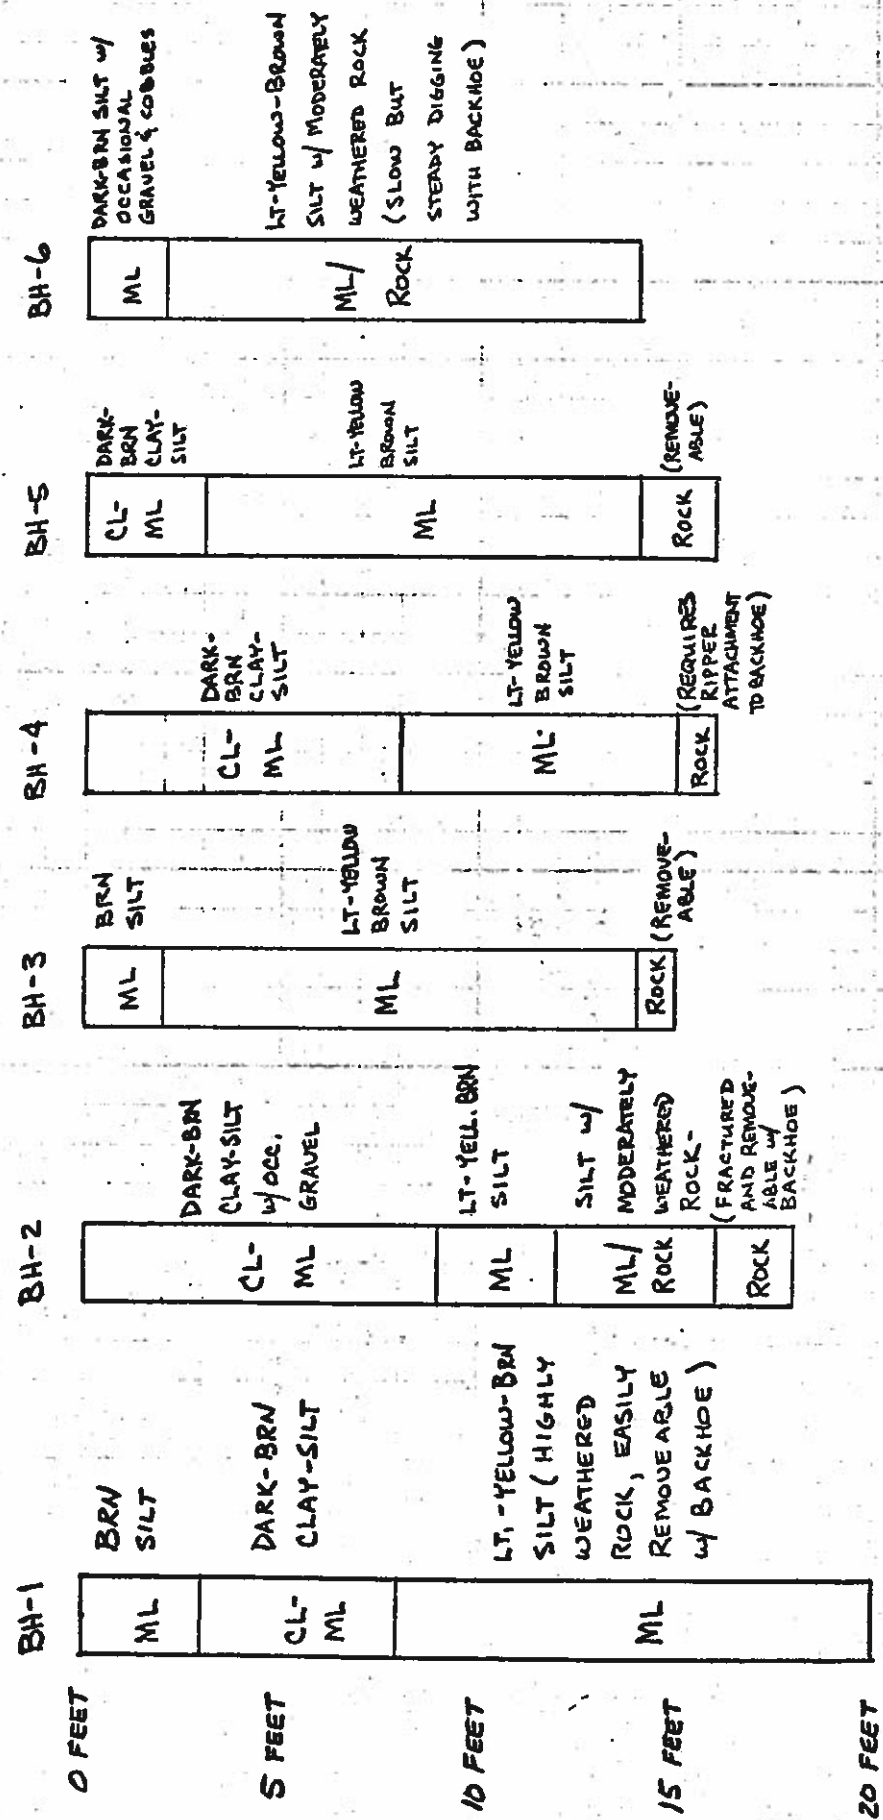 BH-1
BH-2
BH-3
BH-4
BH-5
BH-6
0 FEET
5 FEET
10 FEET
15 FEET
20 FEET
ML
BRN
SILT
CL-
ML
DARK-BRN
CLAY-SILT
ML
LT.-YELLOW-BRN
SILT (HIGHLY
WEATHERED
ROCK, EASILY
REMOVEABLE
w/ BACKHOE)
CL-
ML
DARK-BRN
CLAY-SILT
w/ OCC.
GRAVEL
ML
LT-YELL.BRN
SILT
ML/
ROCK
SILT w/
MODERATELY
WEATHERED
ROCK-
ROCK
(FRACTURED
AND REMOVE-
ABLE w/
BACKHOE)
ML
BRN
SILT
ML
LT-YELLOW
BROWN
SILT
ROCK
(REMOVE-
ABLE)
CL-
ML
DARK-
BRN
CLAY-
SILT
ML
LT-YELLOW
BROWN
SILT
ROCK
(REQUIRES
RIPPER
ATTACHMENT
TO BACKHOE)
CL-
ML
DARK-
BRN
CLAY-
SILT
ML
LT-YELLOW
BROWN
SILT
ROCK
(REMOVE-
ABLE)
ML
DARK-BRN SILT w/
OCCASIONAL
GRAVEL & COBBLES
ML/
ROCK
LT-YELLOW-BROWN
SILT w/ MODERATELY
WEATHERED ROCK
(SLOW BUT
STEADY DIGGING
WITH BACKHOE)